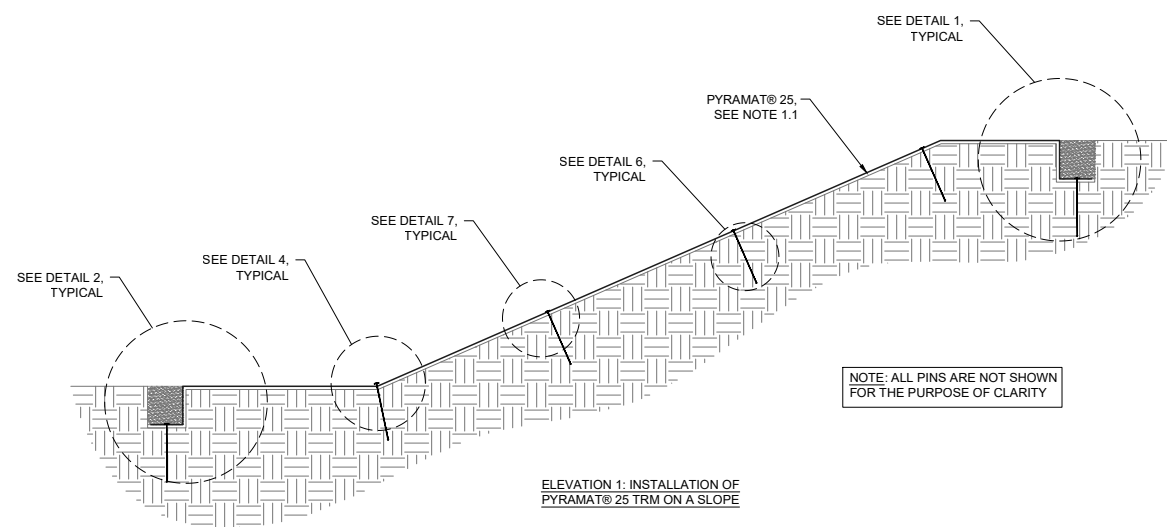 SEE DETAIL 1,
TYPICAL
PYRAMAT® 25,
SEE NOTE 1.1
SEE DETAIL 6,
TYPICAL
SEE DETAIL 7,
TYPICAL
SEE DETAIL 4,
TYPICAL
SEE DETAIL 2,
TYPICAL
NOTE: ALL PINS ARE NOT SHOWN
FOR THE PURPOSE OF CLARITY
ELEVATION 1: INSTALLATION OF
PYRAMAT® 25 TRM ON A SLOPE